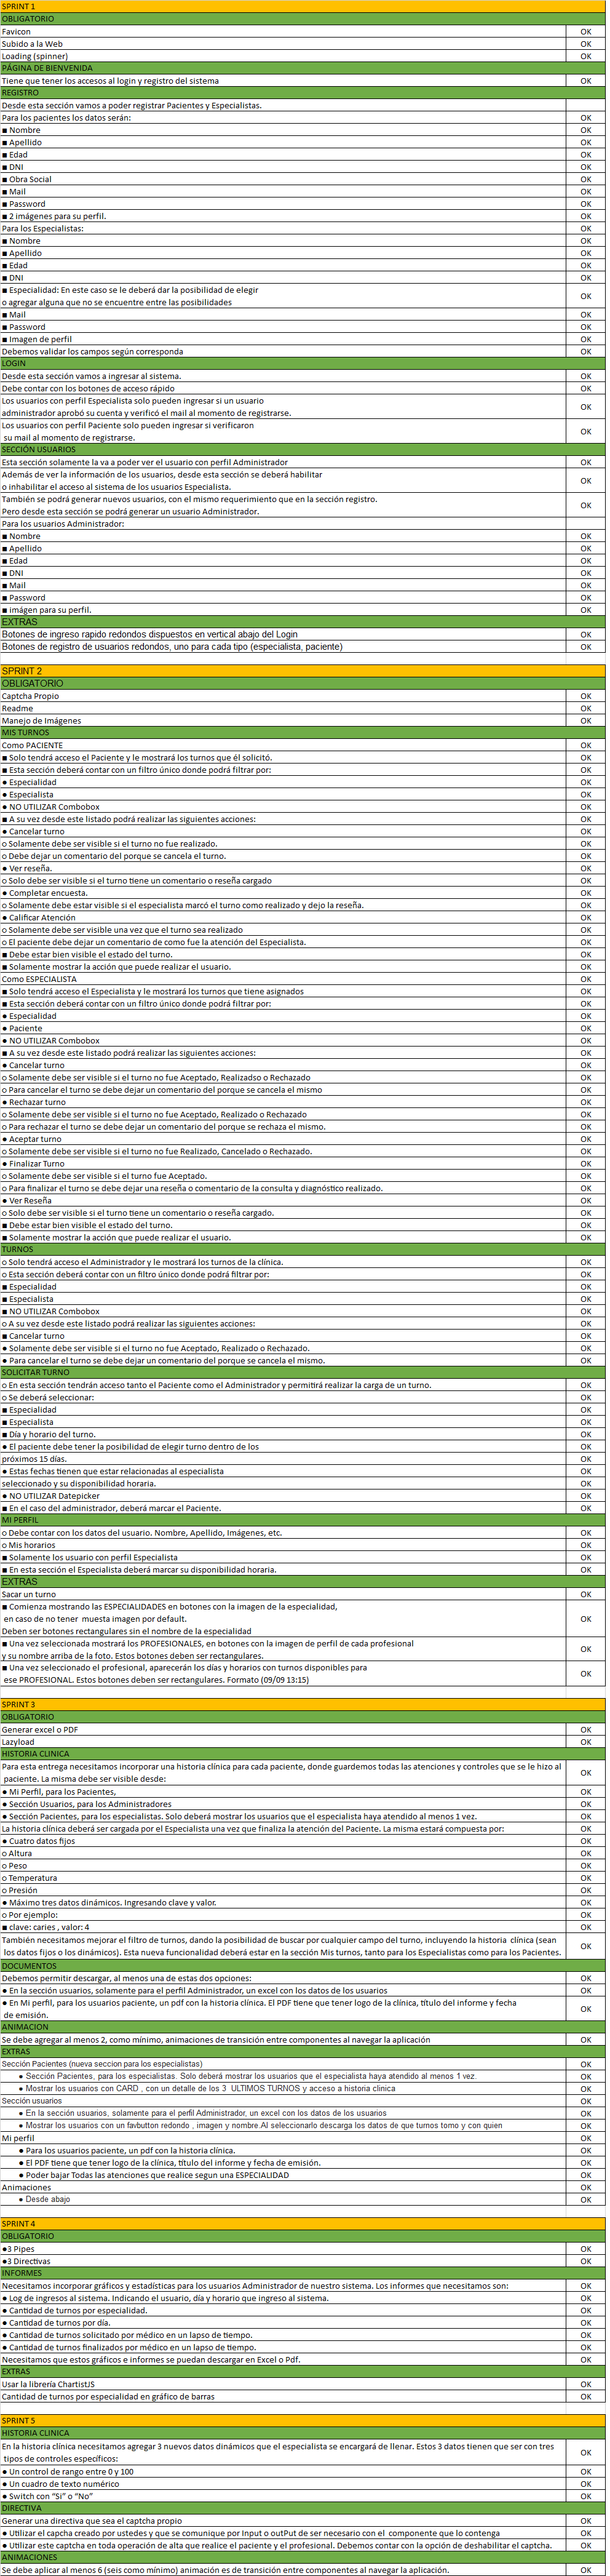 SPRINT 1
OBLIGATORIO
Favicon OK
Subido a la Web OK
Loading (spinner) OK
PÁGINA DE BIENVENIDA
Tiene que tener los accesos al login y registro del sistema OK
REGISTRO
Desde esta sección vamos a poder registrar Pacientes y Especialistas.
Para los pacientes los datos serán: OK
■ Nombre OK
■ Apellido OK
■ Edad OK
■ DNI OK
■ Obra Social OK
■ Mail OK
■ Password OK
■ 2 imágenes para su perfil. OK
Para los Especialistas: OK
■ Nombre OK
■ Apellido OK
■ Edad OK
■ DNI OK
■ Especialidad: En este caso se le deberá dar la posibilidad de elegir
o agregar alguna que no se encuentre entre las posibilidades OK
■ Mail OK
■ Password OK
■ Imagen de perfil OK
Debemos validar los campos según corresponda OK
LOGIN
Desde esta sección vamos a ingresar al sistema. OK
Debe contar con los botones de acceso rápido OK
Los usuarios con perfil Especialista solo pueden ingresar si un usuario
administrador aprobó su cuenta y verificó el mail al momento de registrarse. OK
Los usuarios con perfil Paciente solo pueden ingresar si verificaron
su mail al momento de registrarse. OK
SECCIÓN USUARIOS
Esta sección solamente la va a poder ver el usuario con perfil Administrador OK
Además de ver la información de los usuarios, desde esta sección se deberá habilitar
o inhabilitar el acceso al sistema de los usuarios Especialista. OK
También se podrá generar nuevos usuarios, con el mismo requerimiento que en la sección registro.
Pero desde esta sección se podrá generar un usuario Administrador. OK
Para los usuarios Administrador:
■ Nombre OK
■ Apellido OK
■ Edad OK
■ DNI OK
■ Mail OK
■ Password OK
■ imágen para su perfil. OK
EXTRAS
Botones de ingreso rapido redondos dispuestos en vertical abajo del Login OK
Botones de registro de usuarios redondos, uno para cada tipo (especialista, paciente) OK
SPRINT 2
OBLIGATORIO
Captcha Propio OK
Readme OK
Manejo de Imágenes OK
MIS TURNOS
Como PACIENTE OK
■ Solo tendrá acceso el Paciente y le mostrará los turnos que él solicitó. OK
■ Esta sección deberá contar con un filtro único donde podrá filtrar por: OK
● Especialidad OK
● Especialista OK
● NO UTILIZAR Combobox OK
■ A su vez desde este listado podrá realizar las siguientes acciones: OK
● Cancelar turno OK
o Solamente debe ser visible si el turno no fue realizado. OK
o Debe dejar un comentario del porque se cancela el turno. OK
● Ver reseña. OK
o Solo debe ser visible si el turno tiene un comentario o reseña cargado OK
● Completar encuesta. OK
o Solamente debe estar visible si el especialista marcó el turno como realizado y dejo la reseña. OK
● Calificar Atención OK
o Solamente debe ser visible una vez que el turno sea realizado OK
o El paciente debe dejar un comentario de como fue la atención del Especialista. OK
■ Debe estar bien visible el estado del turno. OK
■ Solamente mostrar la acción que puede realizar el usuario. OK
Como ESPECIALISTA OK
■ Solo tendrá acceso el Especialista y le mostrará los turnos que tiene asignados OK
■ Esta sección deberá contar con un filtro único donde podrá filtrar por: OK
● Especialidad OK
● Paciente OK
● NO UTILIZAR Combobox OK
■ A su vez desde este listado podrá realizar las siguientes acciones: OK
● Cancelar turno OK
o Solamente debe ser visible si el turno no fue Aceptado, Realizadso o Rechazado OK
o Para cancelar el turno se debe dejar un comentario del porque se cancela el mismo OK
● Rechazar turno OK
o Solamente debe ser visible si el turno no fue Aceptado, Realizado o Rechazado OK
o Para rechazar el turno se debe dejar un comentario del porque se rechaza el mismo. OK
● Aceptar turno OK
o Solamente debe ser visible si el turno no fue Realizado, Cancelado o Rechazado. OK
● Finalizar Turno OK
o Solamente debe ser visible si el turno fue Aceptado. OK
o Para finalizar el turno se debe dejar una reseña o comentario de la consulta y diagnóstico realizado. OK
● Ver Reseña OK
o Solo debe ser visible si el turno tiene un comentario o reseña cargado. OK
■ Debe estar bien visible el estado del turno. OK
■ Solamente mostrar la acción que puede realizar el usuario. OK
TURNOS
o Solo tendrá acceso el Administrador y le mostrará los turnos de la clínica. OK
o Esta sección deberá contar con un filtro único donde podrá filtrar por: OK
■ Especialidad OK
■ Especialista OK
■ NO UTILIZAR Combobox OK
o A su vez desde este listado podrá realizar las siguientes acciones: OK
■ Cancelar turno OK
● Solamente debe ser visible si el turno no fue Aceptado, Realizado o Rechazado. OK
● Para cancelar el turno se debe dejar un comentario del porque se cancela el mismo. OK
SOLICITAR TURNO
o En esta sección tendrán acceso tanto el Paciente como el Administrador y permitirá realizar la carga de un turno. OK
o Se deberá seleccionar: OK
■ Especialidad OK
■ Especialista OK
■ Día y horario del turno. OK
● El paciente debe tener la posibilidad de elegir turno dentro de los OK
próximos 15 días. OK
● Estas fechas tienen que estar relacionadas al especialista OK
seleccionado y su disponibilidad horaria. OK
● NO UTILIZAR Datepicker OK
■ En el caso del administrador, deberá marcar el Paciente. OK
MI PERFIL
o Debe contar con los datos del usuario. Nombre, Apellido, Imágenes, etc. OK
o Mis horarios OK
■ Solamente los usuario con perfil Especialista OK
■ En esta sección el Especialista deberá marcar su disponibilidad horaria. OK
EXTRAS
Sacar un turno OK
■ Comienza mostrando las ESPECIALIDADES en botones con la imagen de la especialidad,
en caso de no tener muesta imagen por default. OK
Deben ser botones rectangulares sin el nombre de la especialidad
■ Una vez seleccionada mostrará los PROFESIONALES, en botones con la imagen de perfil de cada profesional
y su nombre arriba de la foto. Estos botones deben ser rectangulares. OK
■ Una vez seleccionado el profesional, aparecerán los días y horarios con turnos disponibles para
ese PROFESIONAL. Estos botones deben ser rectangulares. Formato (09/09 13:15) OK
SPRINT 3
OBLIGATORIO
Generar excel o PDF OK
Lazyload OK
HISTORIA CLINICA
Para esta entrega necesitamos incorporar una historia clínica para cada paciente, donde guardemos todas las atenciones y controles que se le hizo al
paciente. La misma debe ser visible desde: OK
● Mi Perfil, para los Pacientes, OK
● Sección Usuarios, para los Administradores OK
● Sección Pacientes, para los especialistas. Solo deberá mostrar los usuarios que el especialista haya atendido al menos 1 vez. OK
La historia clínica deberá ser cargada por el Especialista una vez que finaliza la atención del Paciente. La misma estará compuesta por: OK
● Cuatro datos fijos OK
o Altura OK
o Peso OK
o Temperatura OK
o Presión OK
● Máximo tres datos dinámicos. Ingresando clave y valor. OK
o Por ejemplo: OK
■ clave: caries , valor: 4 OK
También necesitamos mejorar el filtro de turnos, dando la posibilidad de buscar por cualquier campo del turno, incluyendo la historia clínica (sean
los datos fijos o los dinámicos). Esta nueva funcionalidad deberá estar en la sección Mis turnos, tanto para los Especialistas como para los Pacientes. OK
DOCUMENTOS
Debemos permitir descargar, al menos una de estas dos opciones: OK
● En la sección usuarios, solamente para el perfil Administrador, un excel con los datos de los usuarios OK
● En Mi perfil, para los usuarios paciente, un pdf con la historia clínica. El PDF tiene que tener logo de la clínica, título del informe y fecha
de emisión. OK
ANIMACION
Se debe agregar al menos 2, como mínimo, animaciones de transición entre componentes al navegar la aplicación OK
EXTRAS
Sección Pacientes (nueva seccion para los especialistas) OK
● Sección Pacientes, para los especialistas. Solo deberá mostrar los usuarios que el especialista haya atendido al menos 1 vez. OK
● Mostrar los usuarios con CARD , con un detalle de los 3 ULTIMOS TURNOS y acceso a historia clinica OK
Sección usuarios OK
● En la sección usuarios, solamente para el perfil Administrador, un excel con los datos de los usuarios OK
● Mostrar los usuarios con un favbutton redondo , imagen y nombre.Al seleccionarlo descarga los datos de que turnos tomo y con quien OK
Mi perfil OK
● Para los usuarios paciente, un pdf con la historia clínica. OK
● El PDF tiene que tener logo de la clínica, título del informe y fecha de emisión. OK
● Poder bajar Todas las atenciones que realice segun una ESPECIALIDAD OK
Animaciones OK
● Desde abajo OK
SPRINT 4
OBLIGATORIO
●3 Pipes OK
●3 Directivas OK
INFORMES
Necesitamos incorporar gráficos y estadísticas para los usuarios Administrador de nuestro sistema. Los informes que necesitamos son: OK
● Log de ingresos al sistema. Indicando el usuario, día y horario que ingreso al sistema. OK
● Cantidad de turnos por especialidad. OK
● Cantidad de turnos por día. OK
● Cantidad de turnos solicitado por médico en un lapso de tiempo. OK
● Cantidad de turnos finalizados por médico en un lapso de tiempo. OK
Necesitamos que estos gráficos e informes se puedan descargar en Excel o Pdf. OK
EXTRAS
Usar la librería ChartistJS OK
Cantidad de turnos por especialidad en gráfico de barras OK
SPRINT 5
HISTORIA CLINICA
En la historia clínica necesitamos agregar 3 nuevos datos dinámicos que el especialista se encargará de llenar. Estos 3 datos tienen que ser con tres
tipos de controles específicos: OK
● Un control de rango entre 0 y 100 OK
● Un cuadro de texto numérico OK
● Switch con "Si" o "No" OK
DIRECTIVA
Generar una directiva que sea el captcha propio OK
● Utilizar el capcha creado por ustedes y que se comunique por Input o outPut de ser necesario con el componente que lo contenga OK
● Utilizar este captcha en toda operación de alta que realice el paciente y el profesional. Debemos contar con la opción de deshabilitar el captcha. OK
ANIMACIONES
Se debe aplicar al menos 6 (seis como mínimo) animación es de transición entre componentes al navegar la aplicación. OK